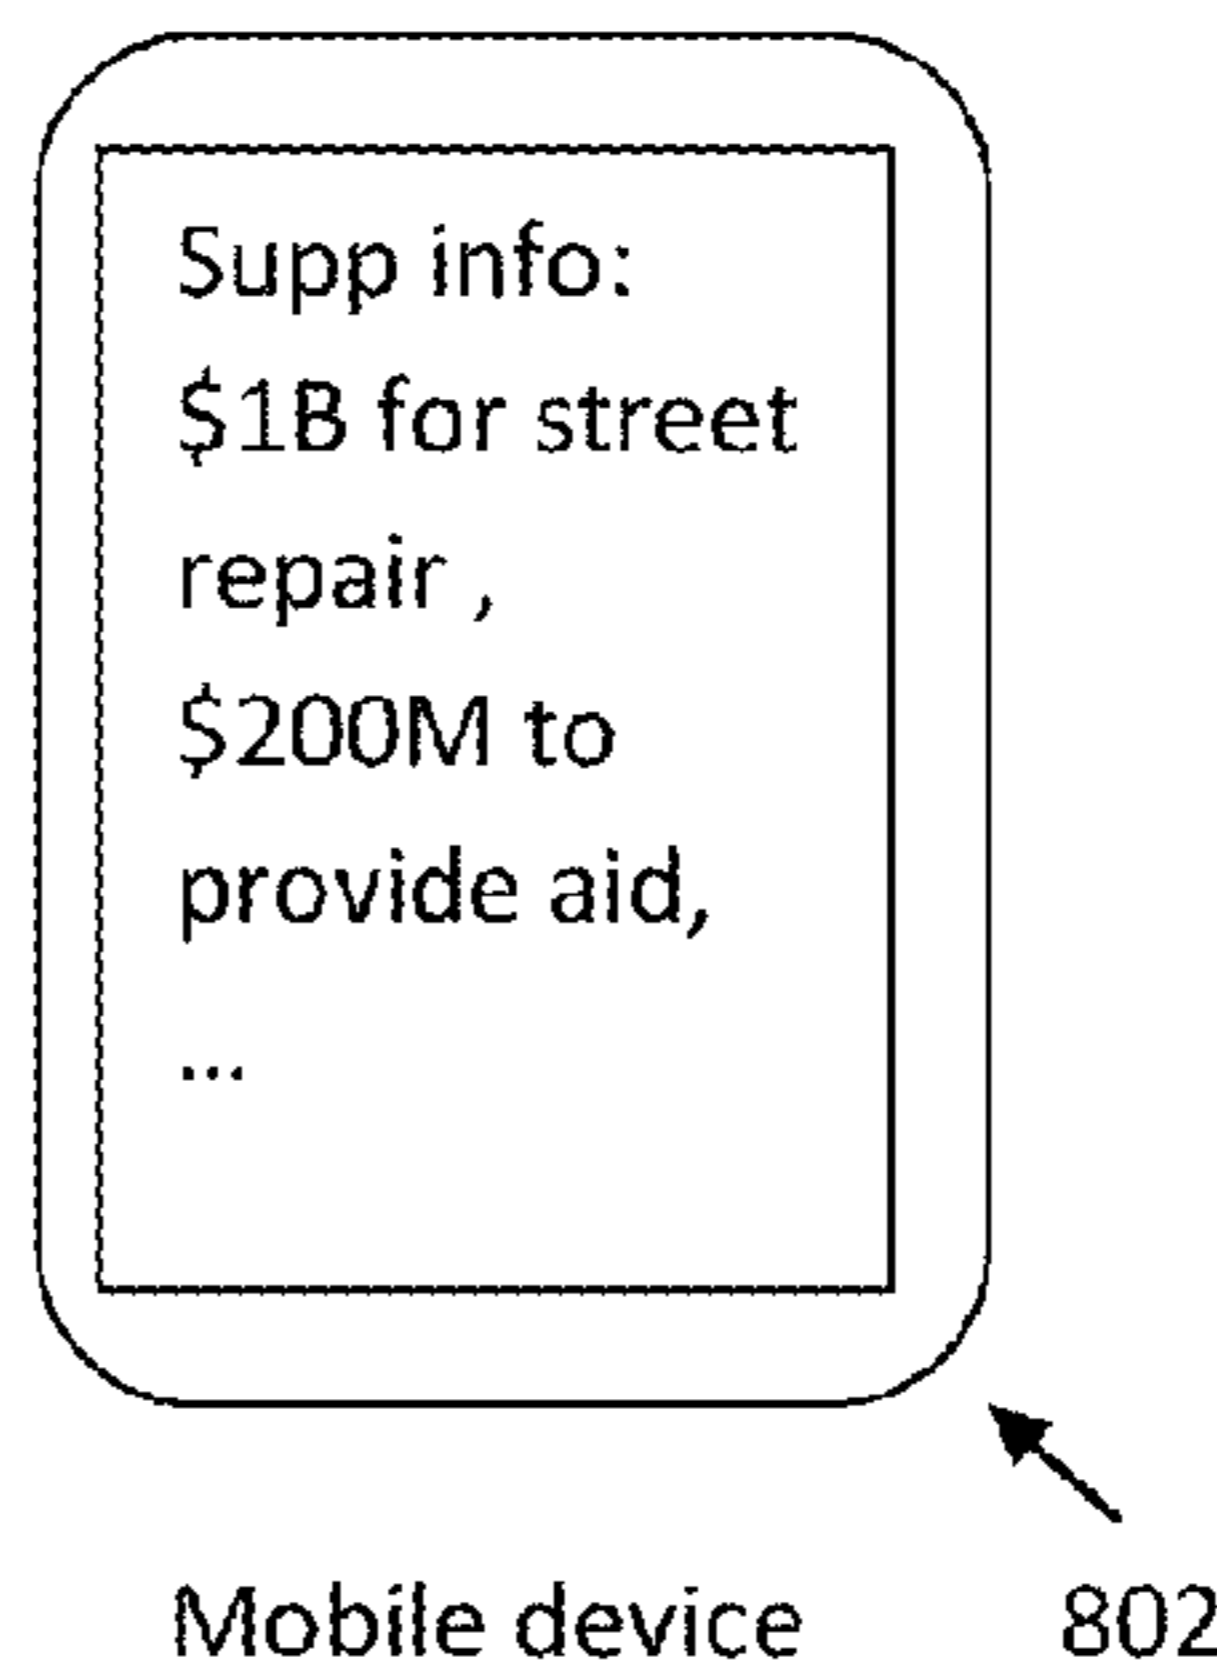 Supp info:
$1B for street
repair ,
$200M to
provide aid,
...
Mobile device 802